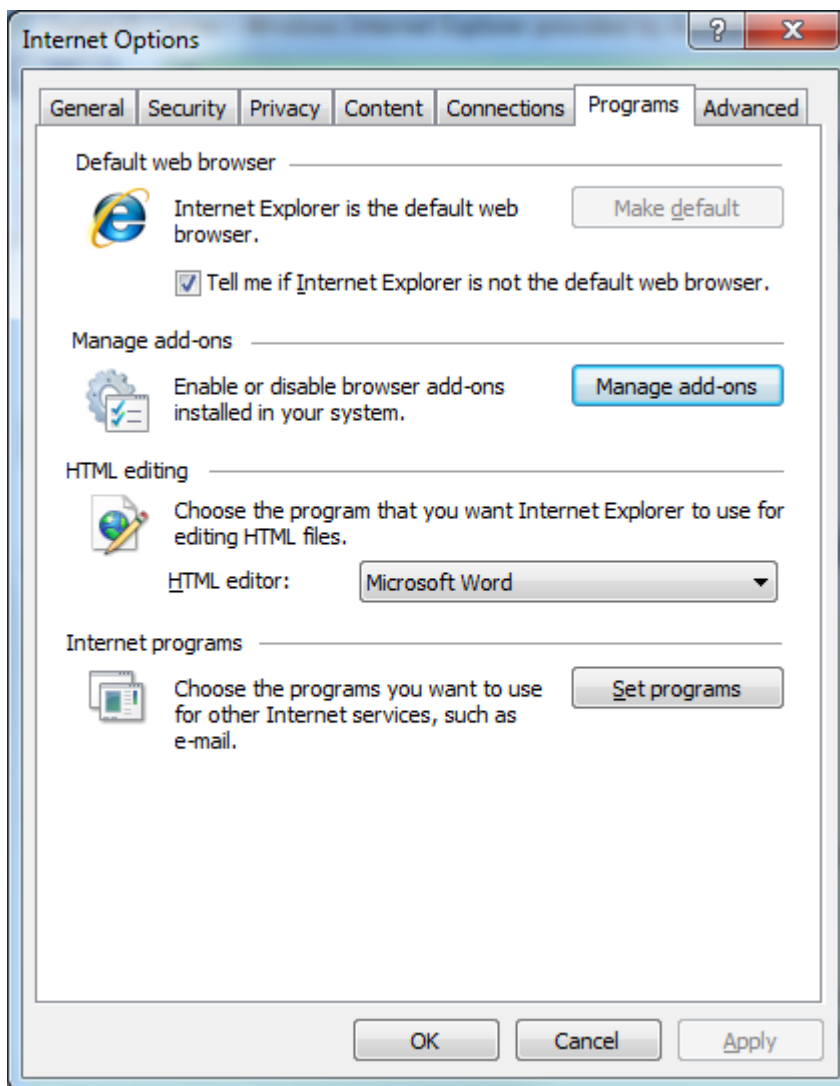 Internet Options
General Security Privacy Content Connections Programs Advanced
Default web browser
Internet Explorer is the default web
browser.
Make default
Tell me if Internet Explorer is not the default web browser.
Manage add-ons
Enable or disable browser add-ons
installed in your system.
Manage add-ons
HTML editing
Choose the program that you want Internet Explorer to use for
editing HTML files.
HTML editor: Microsoft Word
Internet programs
Choose the programs you want to use
for other Internet services, such as
e-mail.
Set programs
OK Cancel Apply